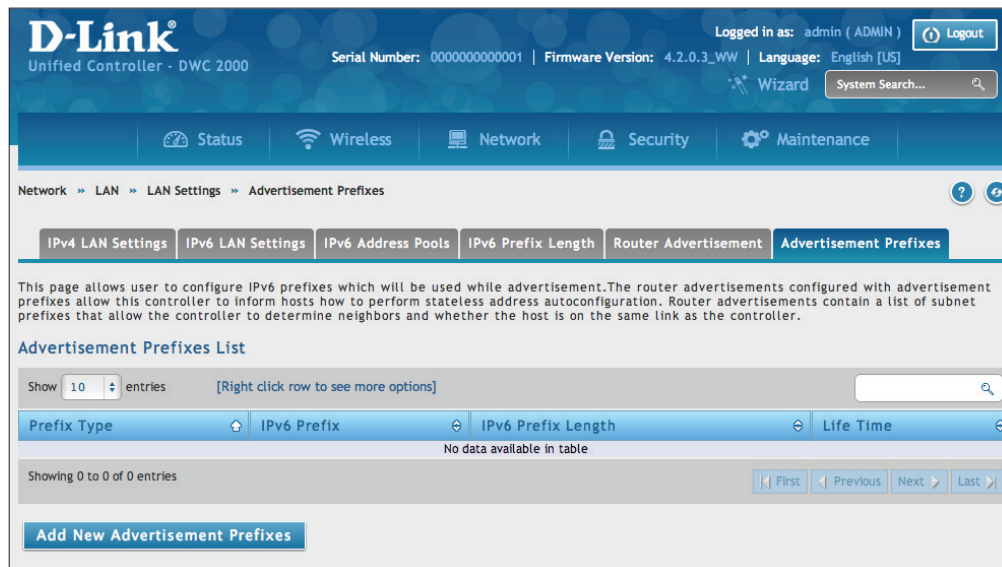 D-Link®
Unified Controller - DWC 2000
Logged in as: admin ( ADMIN )
Logout
Serial Number: 0000000000001 | Firmware Version: 4.2.0.3_WW | Language: English [US]
Wizard
System Search...
Status
Wireless
Network
Security
Maintenance
Network » LAN » LAN Settings » Advertisement Prefixes
?
IPv4 LAN Settings
IPv6 LAN Settings
IPv6 Address Pools
IPv6 Prefix Length
Router Advertisement
Advertisement Prefixes
This page allows user to configure IPv6 prefixes which will be used while advertisement.The router advertisements configured with advertisement
prefixes allow this controller to inform hosts how to perform stateless address autoconfiguration. Router advertisements contain a list of subnet
prefixes that allow the controller to determine neighbors and whether the host is on the same link as the controller.
Advertisement Prefixes List
Show 10 entries
[Right click row to see more options]
Prefix Type
IPv6 Prefix
IPv6 Prefix Length
Life Time
No data available in table
Showing 0 to 0 of 0 entries
First
Previous
Next
Last
Add New Advertisement Prefixes